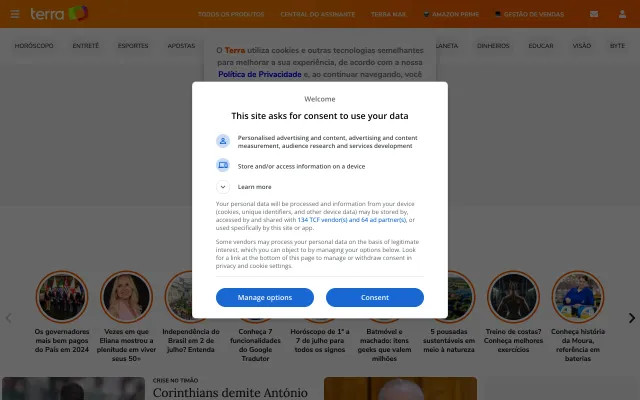 terra
TODOS OS PRODUTOS
CENTRAL DO ASSINANTE
TERRA MAIL
AMAZON PRIME
GESTÃO DE VENDAS
HORÓSCOPO
ENTRETÊ
ESPORTES
APOSTAS
PLANETA
DINHEIROS
EDUCAR
VISÃO
BYTE
O Terra utiliza cookies e outras tecnologias semelhantes
para melhorar a sua experiência, de acordo com a nossa
Política de Privacidade e, ao continuar navegando, você
Welcome
This site asks for consent to use your data
Personalised advertising and content, advertising and content
measurement, audience research and services development
Store and/or access information on a device
Learn more
Your personal data will be processed and information from your device
(cookies, unique identifiers, and other device data) may be stored by,
accessed by and shared with 134 TCF vendor(s) and 64 ad partner(s), or
used specifically by this site or app.
Some vendors may process your personal data on the basis of legitimate
interest, which you can object to by managing your options below. Look
for a link at the bottom of this page to manage or withdraw consent in
privacy and cookie settings.
Manage options
Consent
Os governadores
mais bem pagos
do País em 2024
Vezes em que
Eliana mostrou a
plenitude em viver
seus 50+
Independência do
Brasil em 2 de
julho? Entenda
Conheça 7
funcionalidades
do Google
Tradutor
Horóscopo de 1º a
7 de julho para
todos os signos
Batmóvel e
machado: itens
geeks que valem
milhões
5 pousadas
sustentáveis em
meio à natureza
Treino de costas?
Conheça melhores
exercícios
Conheça história
da Moura,
referência em
baterias
CRISE NO TIMÃO
Corinthians demite António